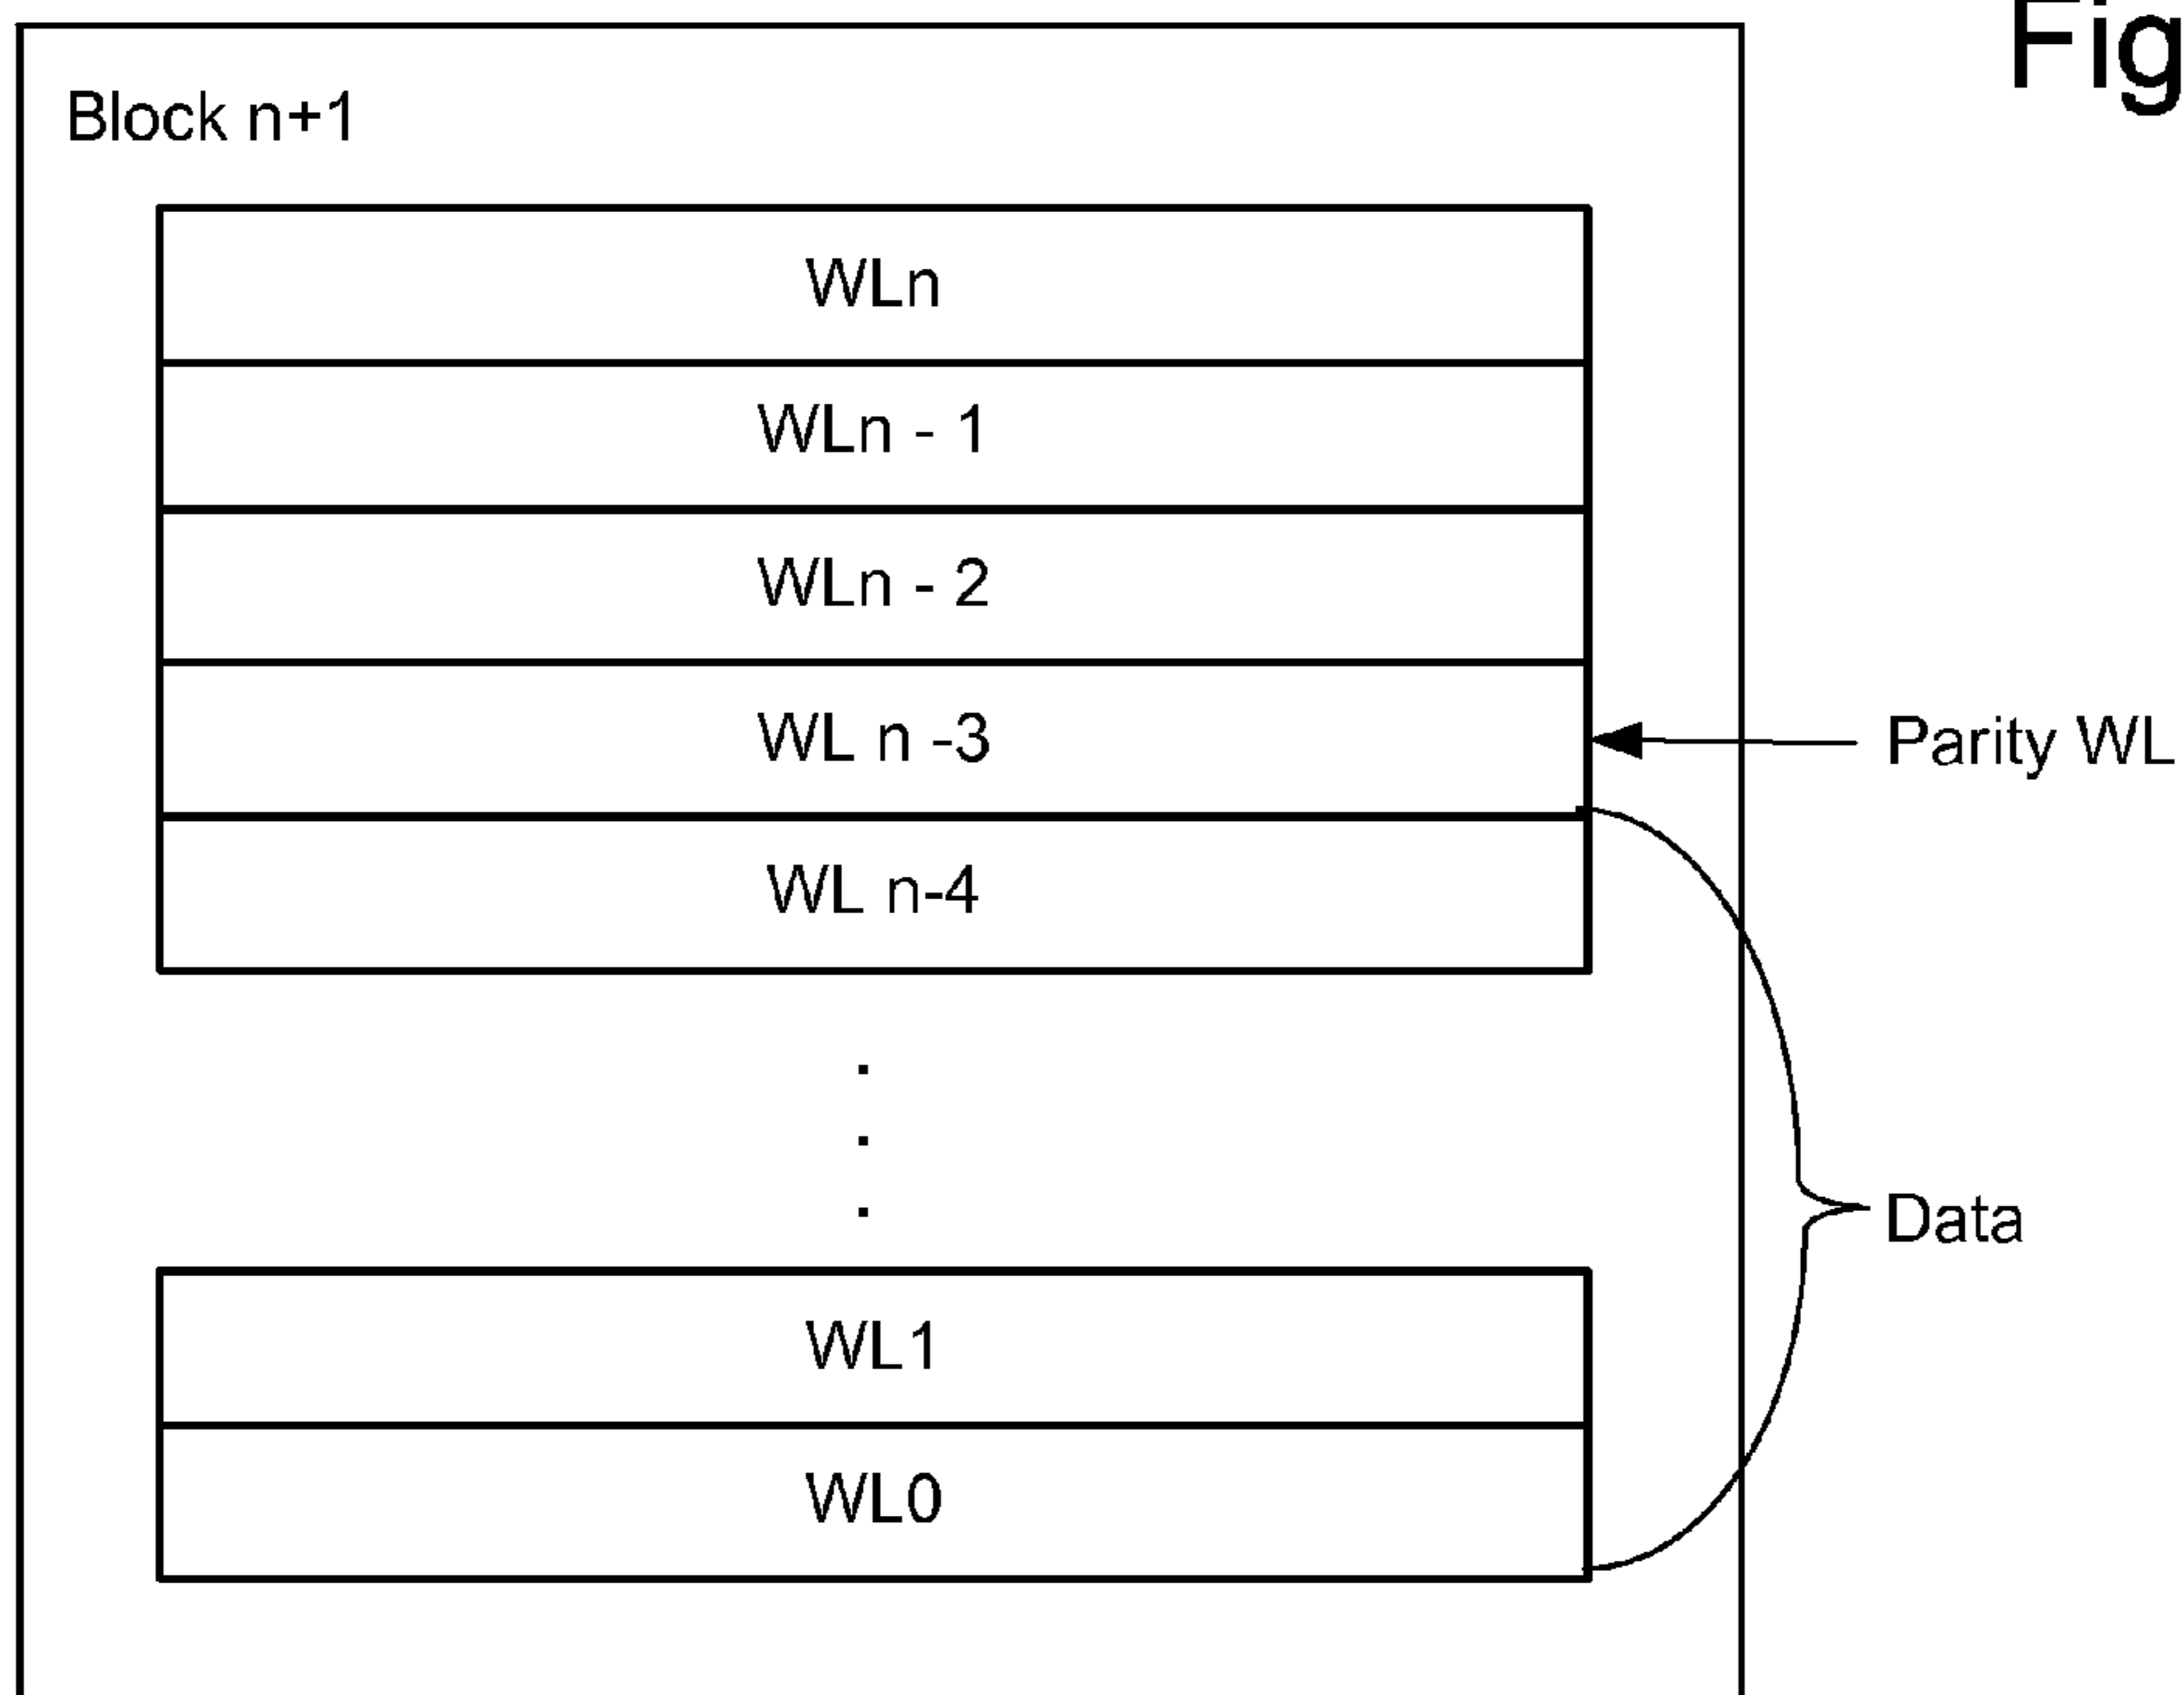 Fig
Block n+1
WLn
WLn - 1
WLn - 2
WL n -3
Parity WL
WL n-4
Data
WL1
WL0